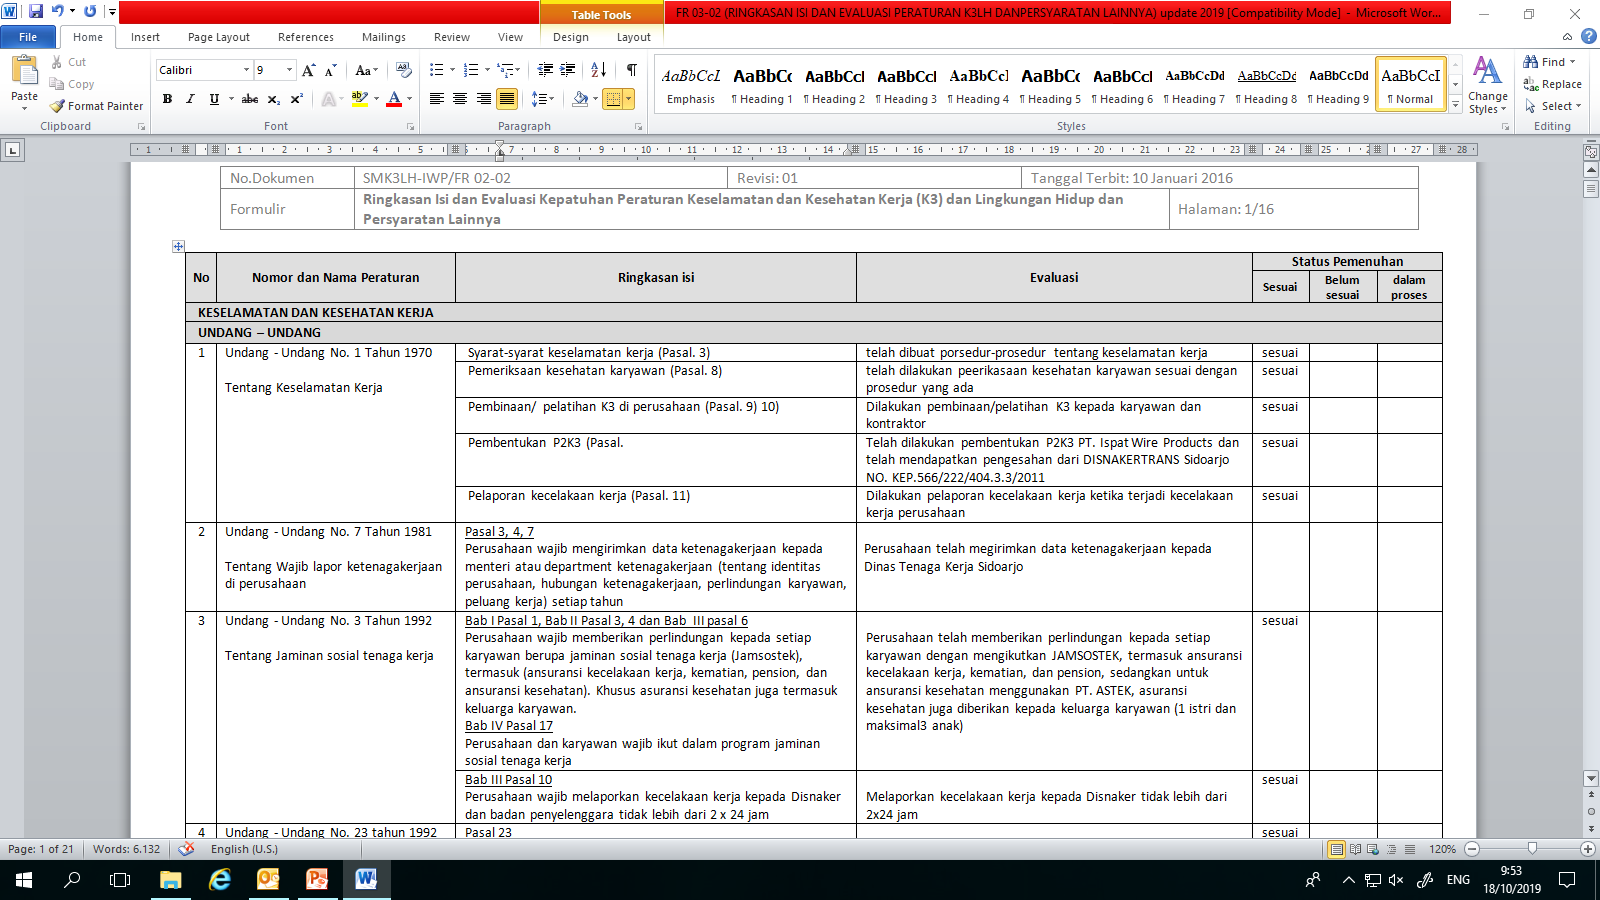 FR 03-02 (RINGKASAN ISI DAN EVALUASI PERATURAN K3LH DANPERSYARATAN LAINNYA) update 2019 [Compatibility Mode] - Microsoft Wor...
Table Tools
File Home Insert Page Layout References Mailings Review View Design Layout
Paste
Cut
Copy
Format Painter
Clipboard
Calibri 9
Font
Paragraph
AaBbCcL AaBbCc AaBbCcl AaBbCcl AaBbCcl AaBbCc AaBbCcl AaBbCcDd AaBbCcDd AaBbCcDd AaBbCcI
Emphasis ¶ Heading 1 ¶ Heading 2 ¶ Heading 3 ¶ Heading 4 ¶ Heading 5 ¶ Heading 6 ¶ Heading 7 ¶ Heading 8 ¶ Heading 9 ¶ Normal
Styles
Change Styles
Find
Replace
Select
Editing
No.Dokumen SMK3LH-IWP/FR 02-02 Revisi: 01 Tanggal Terbit: 10 Januari 2016
Formulir
Ringkasan Isi dan Evaluasi Kepatuhan Peraturan Keselamatan dan Kesehatan Kerja (K3) dan Lingkungan Hidup dan
Persyaratan Lainnya
Halaman: 1/16
No Nomor dan Nama Peraturan Ringkasan isi Evaluasi Status Pemenuhan
Sesuai Belum sesuai dalam proses
KESELAMATAN DAN KESEHATAN KERJA
UNDANG – UNDANG
1 Undang - Undang No. 1 Tahun 1970
Tentang Keselamatan Kerja
Syarat-syarat keselamatan kerja (Pasal. 3)
telah dibuat porsedur-prosedur tentang keselamatan kerja
sesuai
Pemeriksaan kesehatan karyawan (Pasal. 8)
telah dilakukan peerikasaan kesehatan karyawan sesuai dengan
prosedur yang ada
sesuai
Pembinaan/ pelatihan K3 di perusahaan (Pasal. 9) 10)
Dilakukan pembinaan/pelatihan K3 kepada karyawan dan
kontraktor
sesuai
Pembentukan P2K3 (Pasal.
Telah dilakukan pembentukan P2K3 PT. Ispat Wire Products dan
telah mendapatkan pengesahan dari DISNAKERTRANS Sidoarjo
NO. KEP.566/222/404.3.3/2011
sesuai
Pelaporan kecelakaan kerja (Pasal. 11)
Dilakukan pelaporan kecelakaan kerja ketika terjadi kecelakaan
kerja perusahaan
sesuai
2 Undang - Undang No. 7 Tahun 1981
Tentang Wajib lapor ketenagakerjaan
di perusahaan
Pasal 3, 4, 7
Perusahaan wajib mengirimkan data ketenagakerjaan kepada
menteri atau department ketenagakerjaan (tentang identitas
perusahaan, hubungan ketenagakerjaan, perlindungan karyawan,
peluang kerja) setiap tahun
Perusahaan telah megirimkan data ketenagakerjaan kepada
Dinas Tenaga Kerja Sidoarjo
3 Undang - Undang No. 3 Tahun 1992
Tentang Jaminan sosial tenaga kerja
Bab I Pasal 1, Bab II Pasal 3, 4 dan Bab III pasal 6
Perusahaan wajib memberikan perlindungan kepada setiap
karyawan berupa jaminan sosial tenaga kerja (Jamsostek),
termasuk (ansuransi kecelakaan kerja, kematian, pension, dan
ansuransi kesehatan). Khusus asuransi kesehatan juga termasuk
keluarga karyawan.
Bab IV Pasal 17
Perusahaan dan karyawan wajib ikut dalam program jaminan
sosial tenaga kerja
Perusahaan telah memberikan perlindungan kepada setiap
karyawan dengan mengikutkan JAMSOSTEK, termasuk ansuransi
kecelakaan kerja, kematian, dan pension, sedangkan untuk
ansuransi kesehatan menggunakan PT. ASTEK, asuransi
kesehatan juga diberikan kepada keluarga karyawan (1 istri dan
maksimal3 anak)
sesuai
Bab III Pasal 10
Perusahaan wajib melaporkan kecelakaan kerja kepada Disnaker
dan badan penyelenggara tidak lebih dari 2 x 24 jam
Melaporkan kecelakaan kerja kepada Disnaker tidak lebih dari
2x24 jam
sesuai
4 Undang - Undang No. 23 tahun 1992 Pasal 23 sesuai
Page: 1 of 21 Words: 6.132 English (U.S.) 120%
ENG
9:53
18/10/2019